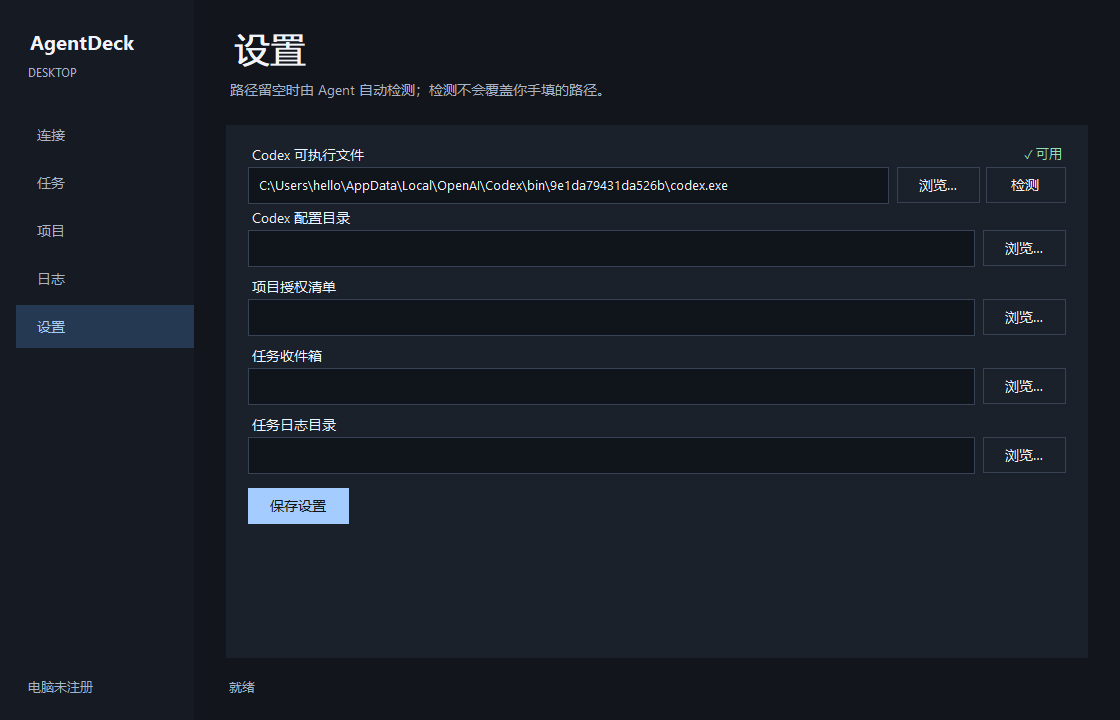 AgentDeck
DESKTOP
连接
任务
项目
日志
设置
电脑未注册
设置
路径留空时由 Agent 自动检测；检测不会覆盖你手填的路径。
Codex 可执行文件
✓可用
C:\Users\hello\AppData\Local\OpenAI\Codex\bin\9e1da79431da526b\codex.exe
浏览...
检测
Codex 配置目录
浏览...
项目授权清单
浏览...
任务收件箱
浏览...
任务日志目录
浏览...
保存设置
就绪